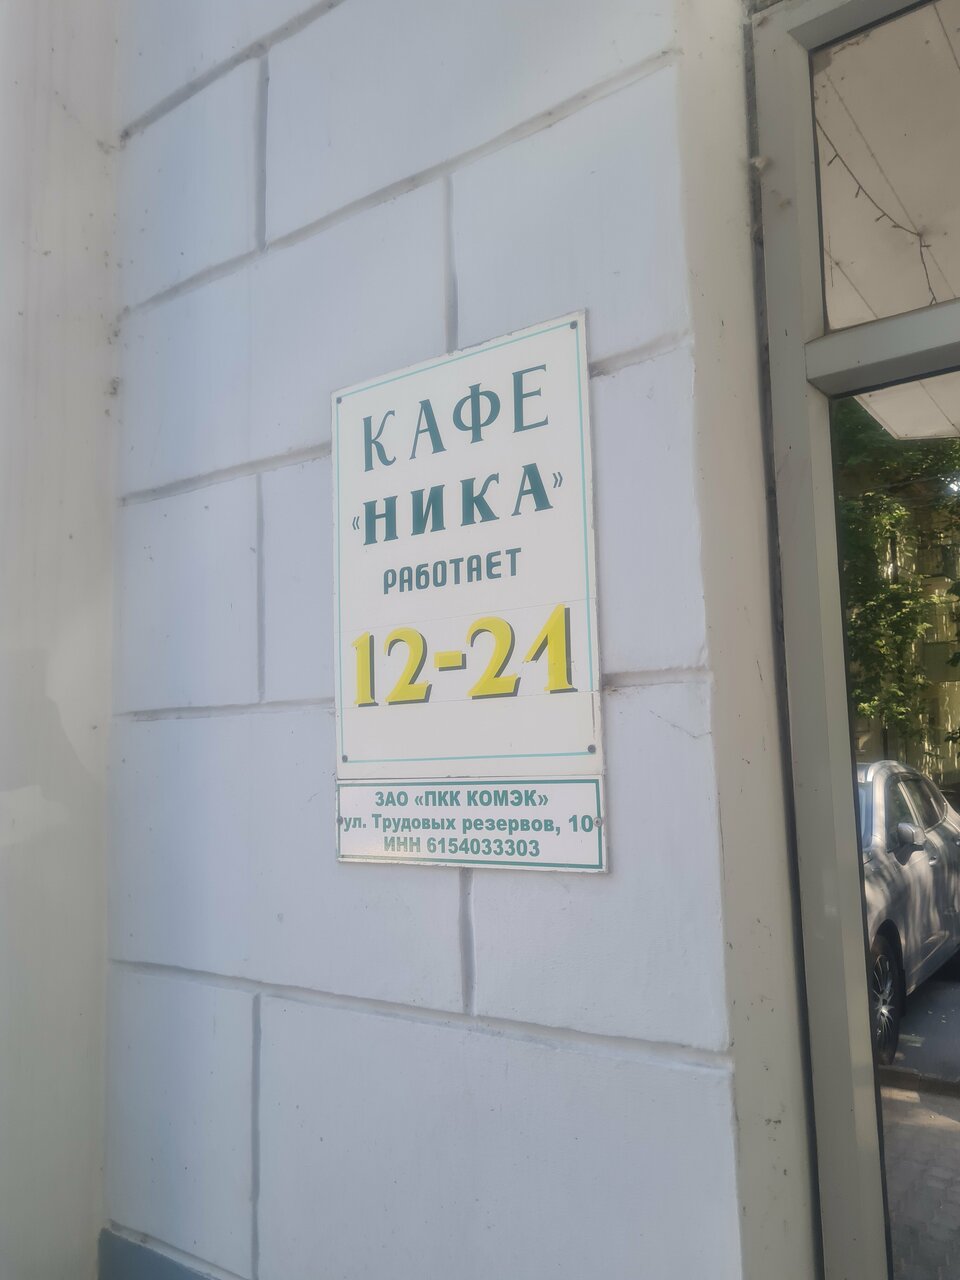 КАФЕ
«НИКА»
РАБОТАЕТ
12-21
ЗАО «ПКК КОМЭК»
ул. Трудовых резервов, 10
ИНН 6154033303